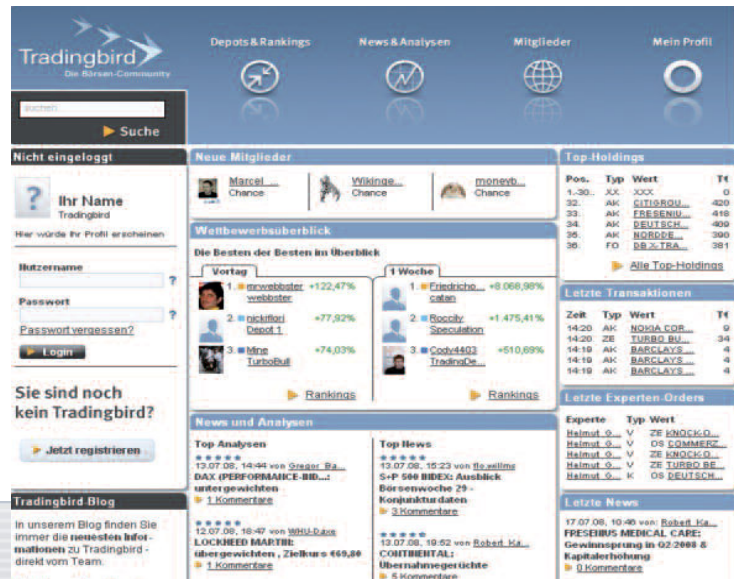 Tradingbird
Die Börsen-Community
Depots & Rankings
News & Analysen
Mitglieder
Mein Profil
suchen
Suche
Nicht eingeloggt
?
Ihr Name
Tradingbird
Hier würde Ihr Profil erscheinen
Nutzername
?
Passwort
?
Passwort vergessen?
Login
Sie sind noch
kein Tradingbird?
Jetzt registrieren
Tradingbird-Blog
In unserem Blog finden Sie
immer die neuesten Infor-
mationen zu Tradingbird -
direkt vom Team.
Neue Mitglieder
Marcel ...
Chance
Wikinge...
Chance
moneyb...
Chance
Wettbewerbsüberblick
Die Besten der Besten im Überblick
Vortag
1. mrwebbster +122,47%
webbster
2. nickiflori +77,92%
Depot 1
3. Mine +74,03%
TurboBull
Rankings
1 Woche
1. Friedricho... +8.068,98%
catan
2. Roccily +1.475,41%
Speculation
3. Cody4403 +510,69%
TradingDe...
Rankings
News und Analysen
Top Analysen
13.07.08, 14:44 von Gregor Ba...
DAX (PERFORMANCE-IND...:
untergewichten
1 Kommentare
12.07.08, 18:47 von WHU-Daxe
LOCKHEED MARTIN:
übergewichten , Zielkurs €69,80
1 Kommentare
Top News
13.07.08, 15:23 von flo.willms
S+P 500 INDEX: Ausblick
Börsenwoche 29 -
Konjunkturdaten
3 Kommentare
13.07.08, 19:52 von Robert Ka...
CONTINENTAL:
Übernahmegerüchte
5 Kommentare
Top-Holdings
Pos. Typ Wert T€
1.-30.. XX XXX 0
32. AK CITIGROU... 420
33. AK FRESENIU... 418
34. AK DEUTSCH... 409
35. AK NORDDE... 390
36. FO DB X-TRA... 381
Alle Top-Holdings
Letzte Transaktionen
Zeit Typ Wert T€
14:20 AK NOKIA COR... 9
14:20 ZE TURBO BU... 34
14:19 AK BARCLAYS ... 4
14:19 AK BARCLAYS ... 4
14:19 AK BARCLAYS ... 4
Letzte Experten-Orders
Experte Typ Wert
Helmut G... V ZE KNOCK-O...
Helmut G... V OS COMMERZ...
Helmut G... V ZE KNOCK-O...
Helmut G... V ZE TURBO BE...
Helmut G... K OS DEUTSCH...
Letzte News
17.07.08, 10:46 von: Robert Ka...
FRESENIUS MEDICAL CARE:
Gewinnsprung in Q2 2008 &
Kapitalerhöhung
0 Kommentare